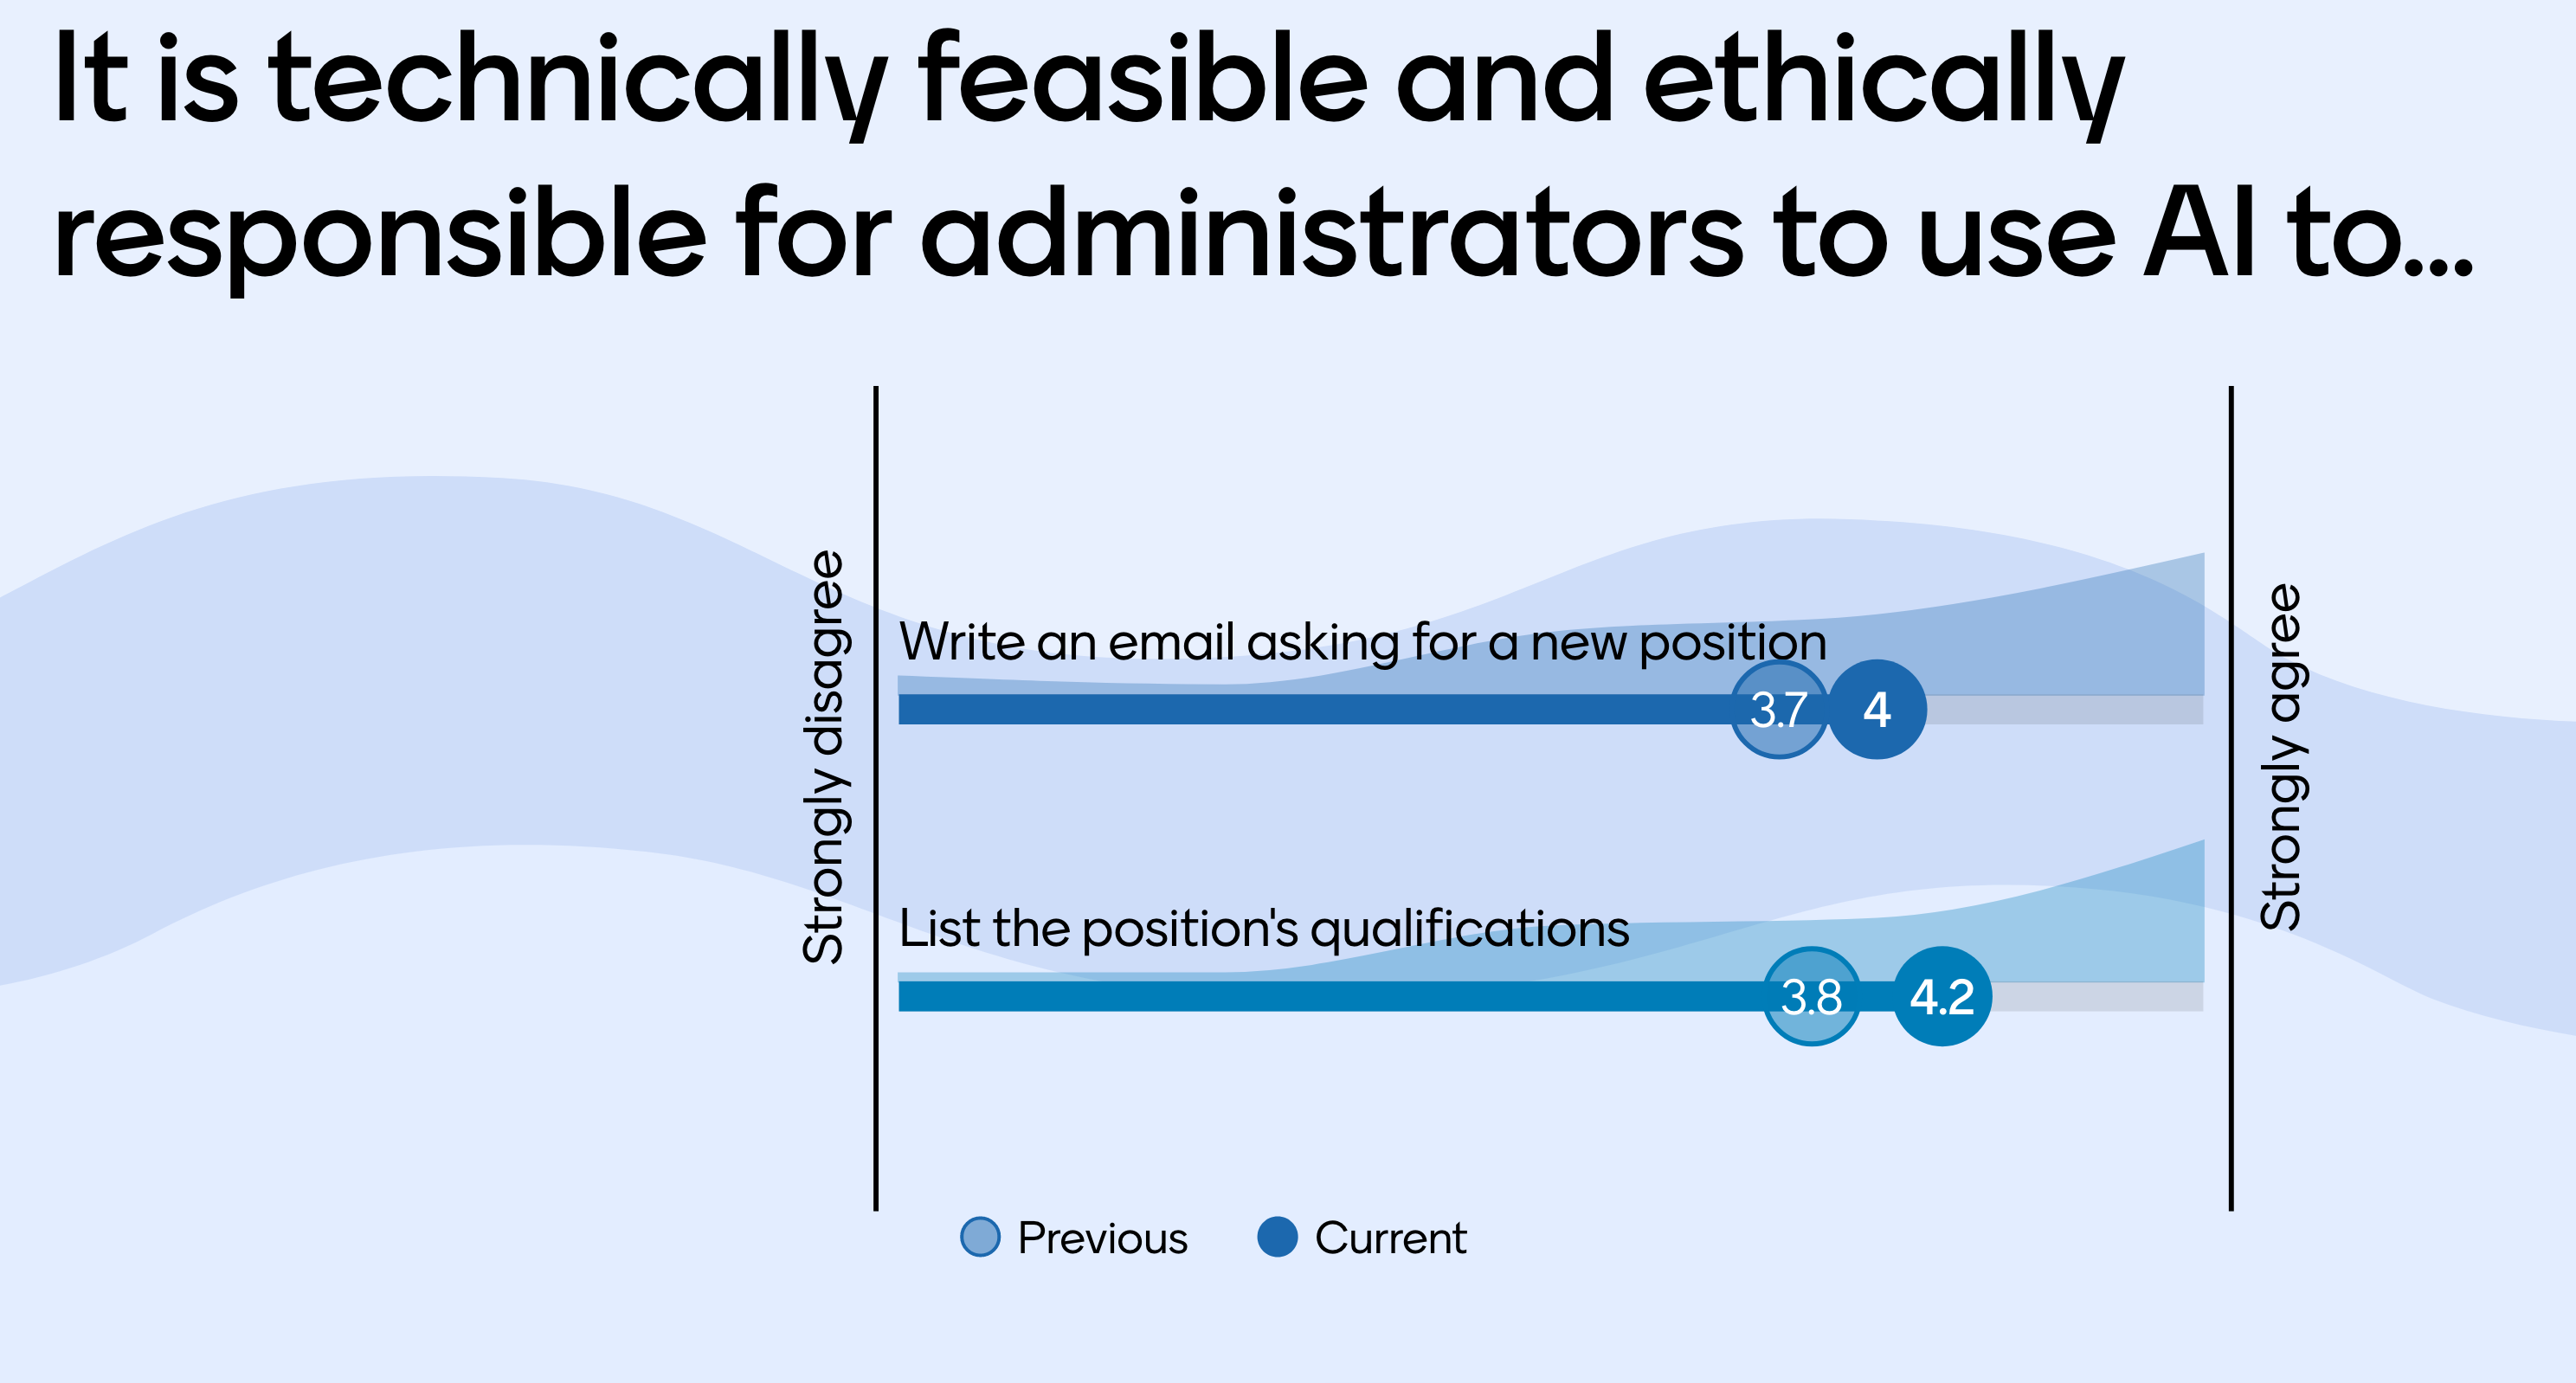 It is technically feasible and ethically
responsible for administrators to use AI to...
Strongly disagree
Write an email asking for a new position
3.7 4
List the position's qualifications
3.8 4.2
Strongly agree
Previous Current